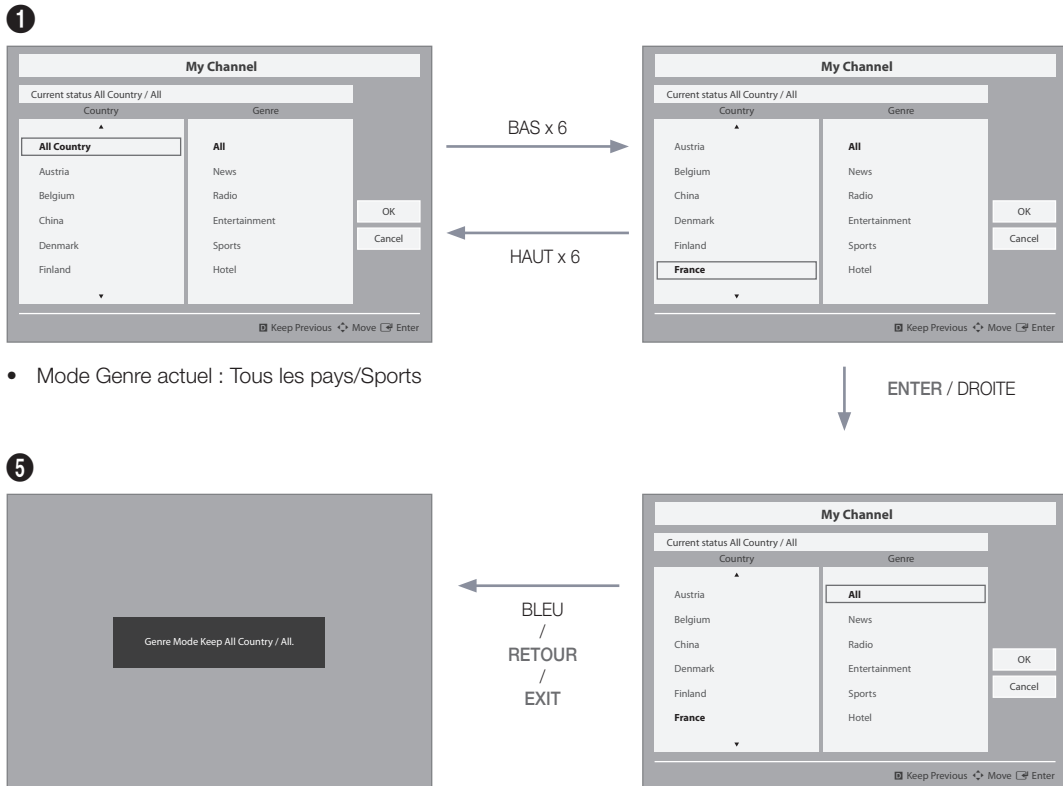 1
My Channel
Current status All Country / All
Country Genre
▲
All Country All
Austria News
Belgium Radio
China Entertainment
Denmark Sports
Finland Hotel
▼
OK
Cancel
D Keep Previous Move Enter
BAS x 6
HAUT x 6
My Channel
Current status All Country / All
Country Genre
▲
Austria All
Belgium News
China Radio
Denmark Entertainment
Finland Sports
France Hotel
▼
OK
Cancel
D Keep Previous Move Enter
• Mode Genre actuel : Tous les pays/Sports
ENTER / DROITE
5
Genre Mode Keep All Country / All.
BLEU
/
RETOUR
/
EXIT
My Channel
Current status All Country / All
Country Genre
▲
Austria All
Belgium News
China Radio
Denmark Entertainment
Finland Sports
France Hotel
▼
OK
Cancel
D Keep Previous Move Enter